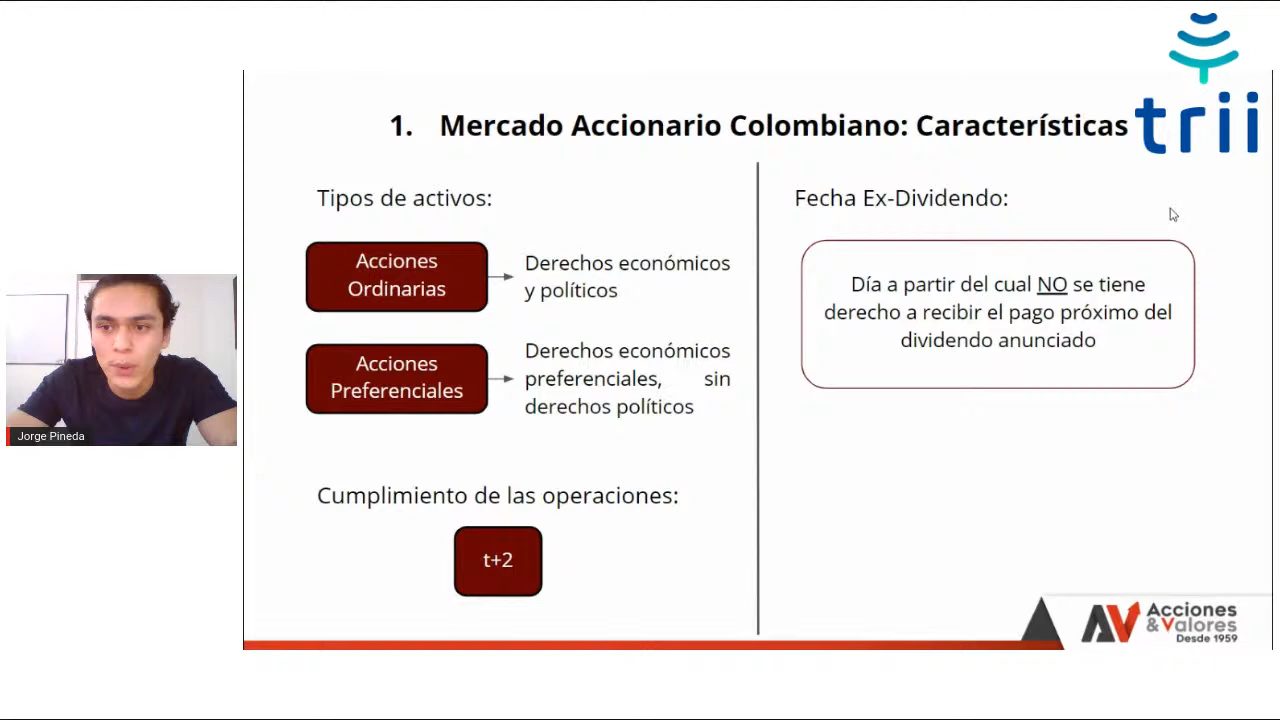 trii
1. Mercado Accionario Colombiano: Características
Tipos de activos:
Acciones
Ordinarias
Derechos económicos
y políticos
Acciones
Preferenciales
Derechos económicos
preferenciales, sin
derechos políticos
Cumplimiento de las operaciones:
t+2
Fecha Ex-Dividendo:
Día a partir del cual NO se tiene
derecho a recibir el pago próximo del
dividendo anunciado
Jorge Pineda
AV Acciones
& Valores
Desde 1959